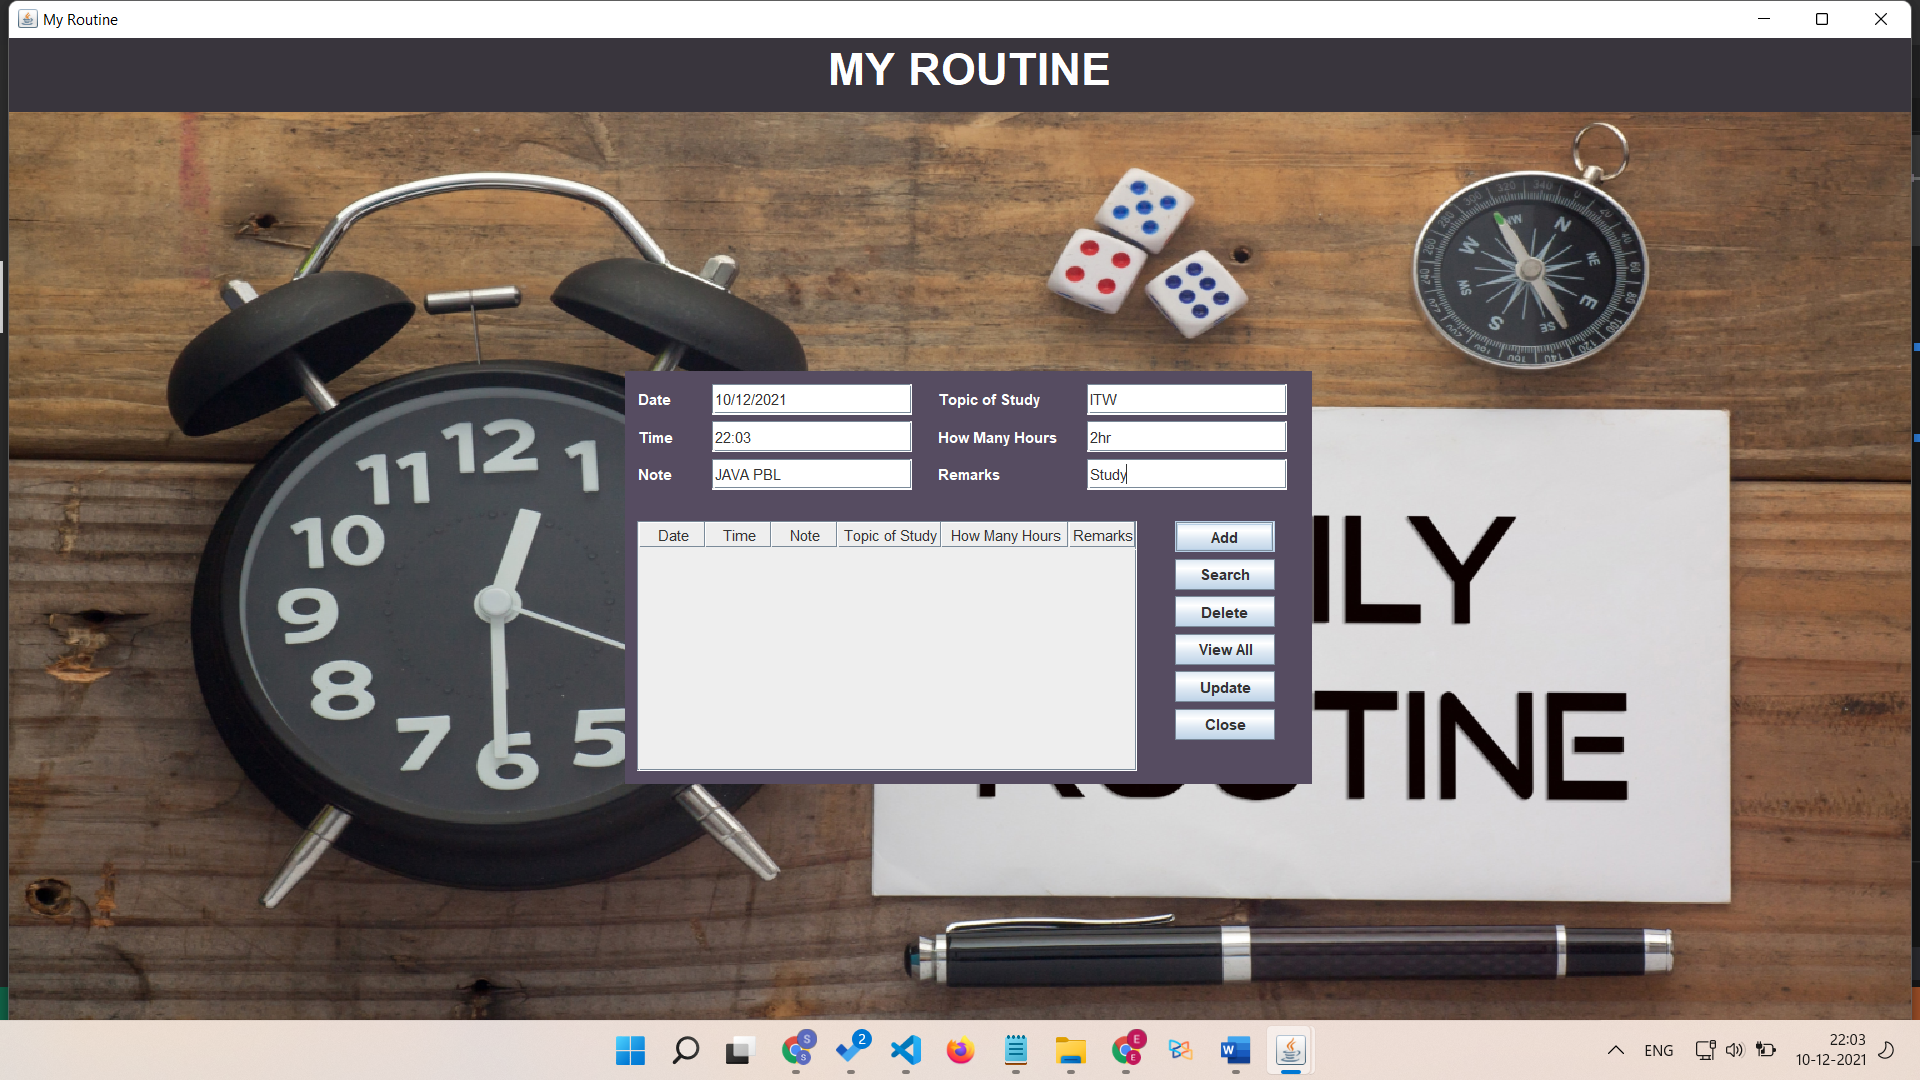 My Routine
MY ROUTINE
Date 10/12/2021 Topic of Study ITW
Time 22:03 How Many Hours 2hr
Note JAVA PBL Remarks Study
Date Time Note Topic of Study How Many Hours Remarks
Add
Search
Delete
View All
Update
Close
12
1
11
10
9
8
7
6
5
N
NE
E
SE
S
SW
W
NW
ILY
ROUTINE
S
S
2
E
E
W
ENG
22:03
10-12-2021